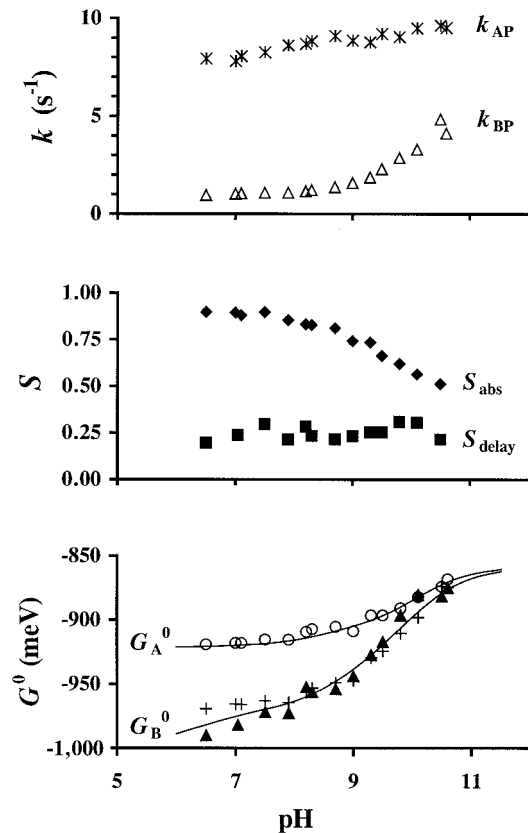 10
k_AP
k (s⁻¹)
5
k_BP
0
1.00
0.75
S
0.50
S_abs
0.25
S_delay
0.00
-850
-900
G⁰ (meV)
G_A⁰
-950
G_B⁰
-1,000
5 7 9 11
pH